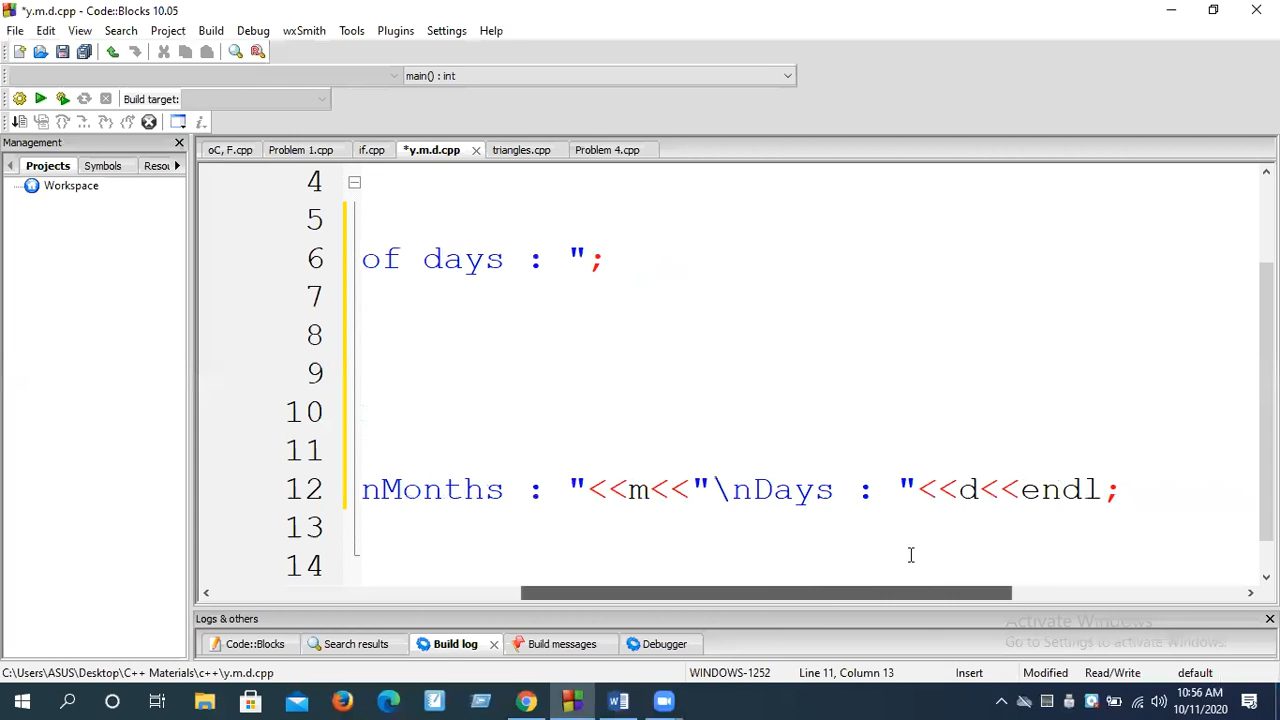 *y.m.d.cpp - Code::Blocks 10.05
File Edit View Search Project Build Debug wxSmith Tools Plugins Settings Help
main() : int
Build target:
Management
Projects Symbols Resou
Workspace
oC, F.cpp Problem 1.cpp if.cpp *y.m.d.cpp triangles.cpp Problem 4.cpp
4
5
6 of days : ";
7
8
9
10
11
12 nMonths : "<<m<<"\nDays : "<<d<<endl;
13
14
Logs & others
Code::Blocks Search results Build log Build messages Debugger
Activate Windows
Go to Settings to activate Windows.
C:\Users\ASUS\Desktop\C++ Materials\c++\y.m.d.cpp WINDOWS-1252 Line 11, Column 13 Insert Modified Read/Write default
10:56 AM
10/11/2020